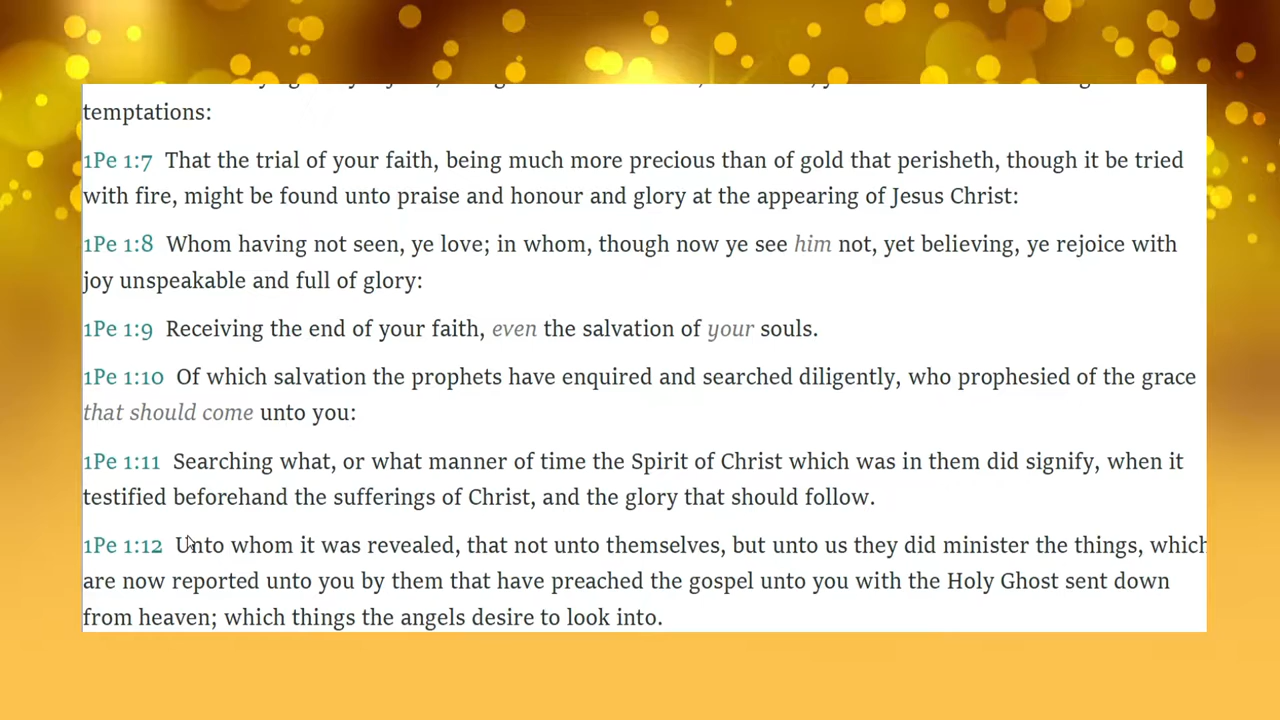 temptations:
1Pe 1:7 That the trial of your faith, being much more precious than of gold that perisheth, though it be tried
with fire, might be found unto praise and honour and glory at the appearing of Jesus Christ:
1Pe 1:8 Whom having not seen, ye love; in whom, though now ye see him not, yet believing, ye rejoice with
joy unspeakable and full of glory:
1Pe 1:9 Receiving the end of your faith, even the salvation of your souls.
1Pe 1:10 Of which salvation the prophets have enquired and searched diligently, who prophesied of the grace
that should come unto you:
1Pe 1:11 Searching what, or what manner of time the Spirit of Christ which was in them did signify, when it
testified beforehand the sufferings of Christ, and the glory that should follow.
1Pe 1:12 Unto whom it was revealed, that not unto themselves, but unto us they did minister the things, which
are now reported unto you by them that have preached the gospel unto you with the Holy Ghost sent down
from heaven; which things the angels desire to look into.